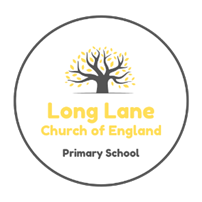 Long Lane
Church of England
Primary School